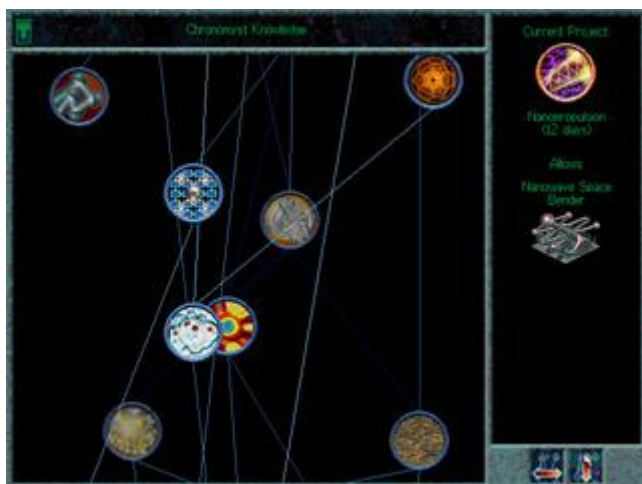 Chronomyst Knowledge
Current Project:
Nanopropulsion
(12 days)
Allows
Nanowave Space
Bender